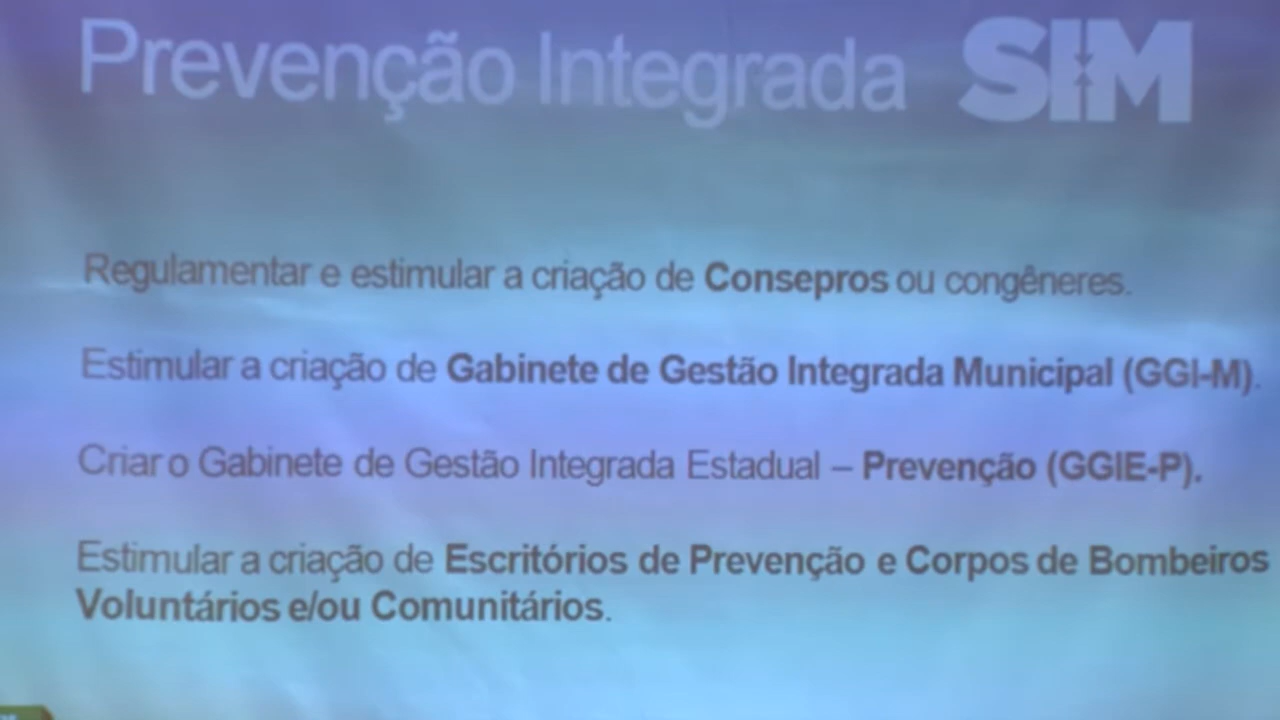 Prevenção Integrada SIM
Regulamentar e estimular a criação de Consepros ou congêneres.
Estimular a criação de Gabinete de Gestão Integrada Municipal (GGI-M).
Criar o Gabinete de Gestão Integrada Estadual – Prevenção (GGIE-P).
Estimular a criação de Escritórios de Prevenção e Corpos de Bombeiros
Voluntários e/ou Comunitários.